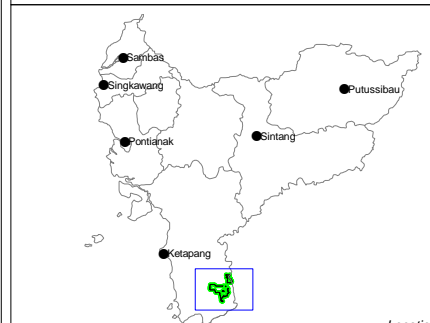 Sambas
Singkawang
Putussibau
Pontianak
Sintang
Ketapang